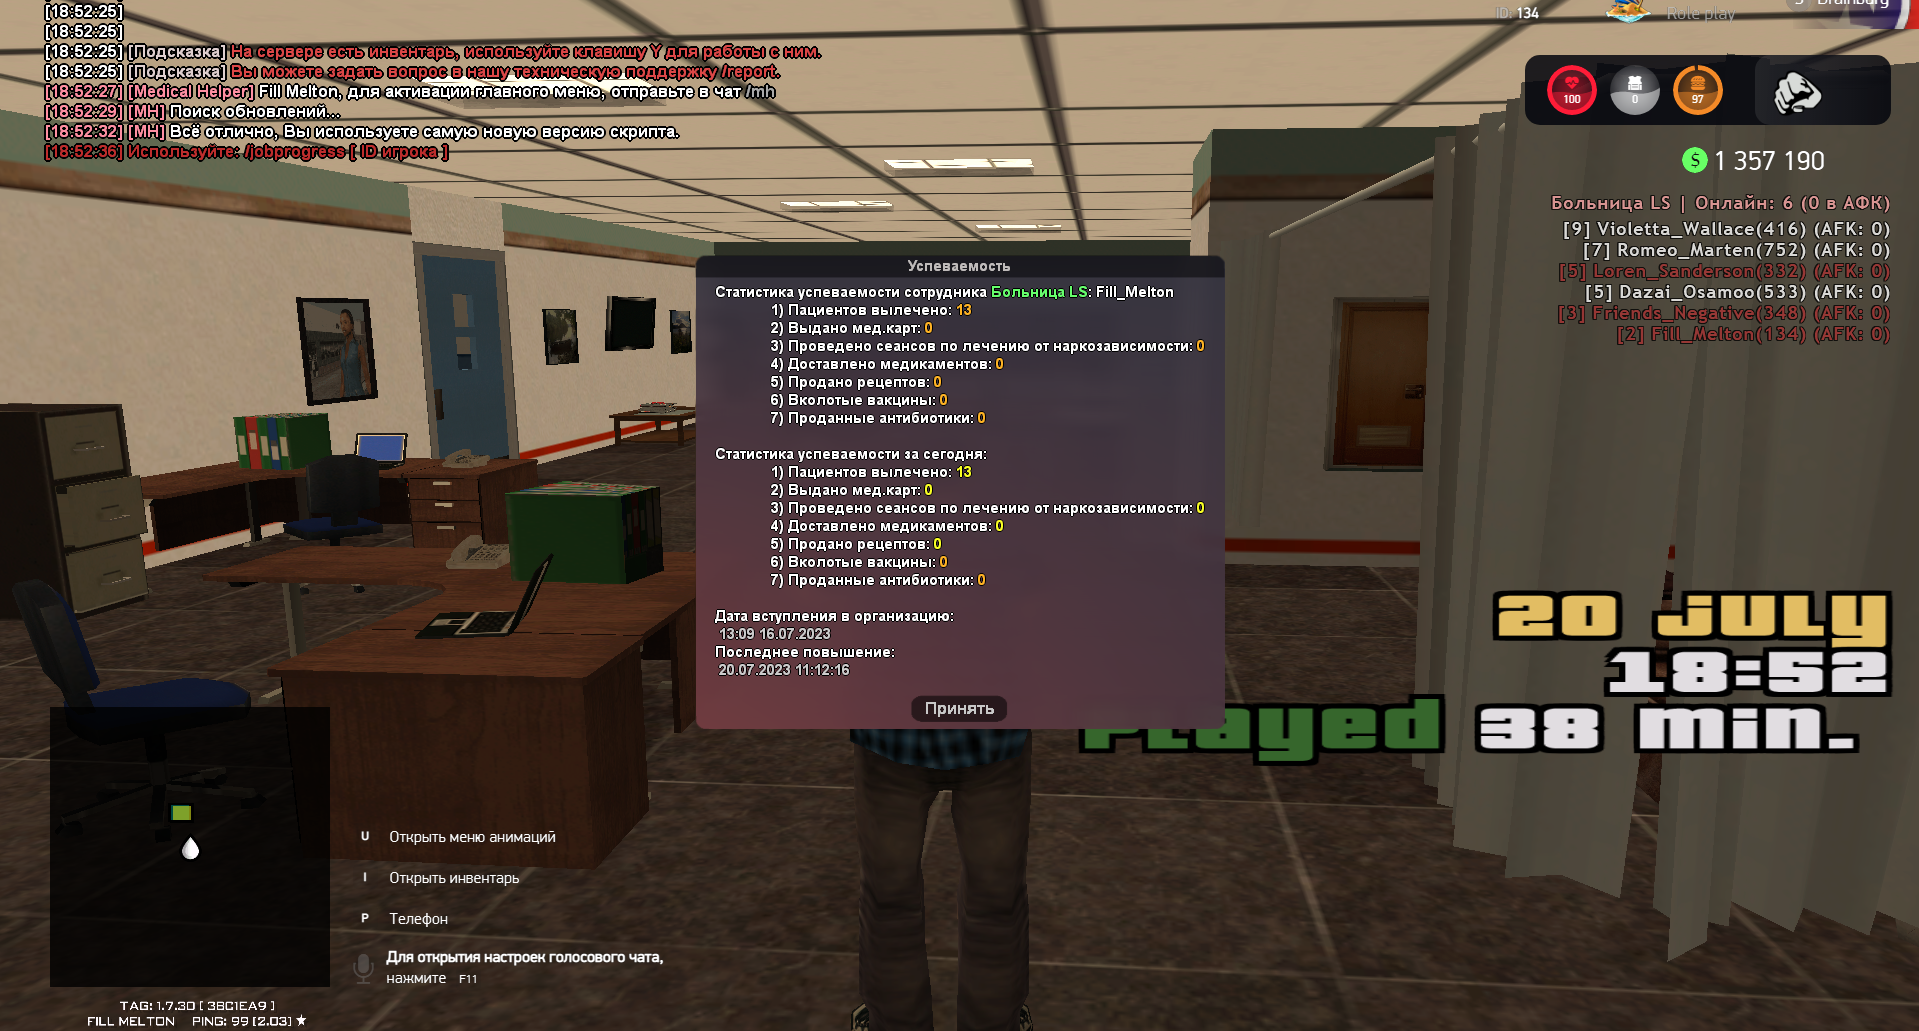 [18:52:25]
[18:52:25]
[18:52:25] [Подсказка] На сервере есть инвентарь, используйте клавишу Y для работы с ним.
[18:52:25] [Подсказка] Вы можете задать вопрос в нашу техническую поддержку /report.
[18:52:27] [Medical Helper] Fill Melton, для активации главного меню, отправьте в чат /mh
[18:52:29] [MH] Поиск обновлений...
[18:52:32] [MH] Всё отлично, Вы используете самую новую версию скрипта.
[18:52:36] Используйте: /jobprogress [ ID игрока ]
ID: 134
Role play
100
0
97
$ 1 357 190
Больница LS | Онлайн: 6 (0 в АФК)
[9] Violetta_Wallace(416) (AFK: 0)
[7] Romeo_Marten(752) (AFK: 0)
[5] Loren_Sanderson(332) (AFK: 0)
[5] Dazai_Osamoo(533) (AFK: 0)
[3] Friends_Negative(348) (AFK: 0)
[2] Fill_Melton(134) (AFK: 0)
Успеваемость
Статистика успеваемости сотрудника Больница LS: Fill_Melton
1) Пациентов вылечено: 13
2) Выдано мед.карт: 0
3) Проведено сеансов по лечению от наркозависимости: 0
4) Доставлено медикаментов: 0
5) Продано рецептов: 0
6) Вколотые вакцины: 0
7) Проданные антибиотики: 0
Статистика успеваемости за сегодня:
1) Пациентов вылечено: 13
2) Выдано мед.карт: 0
3) Проведено сеансов по лечению от наркозависимости: 0
4) Доставлено медикаментов: 0
5) Продано рецептов: 0
6) Вколотые вакцины: 0
7) Проданные антибиотики: 0
Дата вступления в организацию:
13:09 16.07.2023
Последнее повышение:
20.07.2023 11:12:16
Принять
20 July
18:52
Played 38 min.
U Открыть меню анимаций
I Открыть инвентарь
P Телефон
Для открытия настроек голосового чата,
нажмите F11
TAG: 1.7.30 [ 38C1EA9 ]
FILL MELTON PING: 99 [2.03] ★